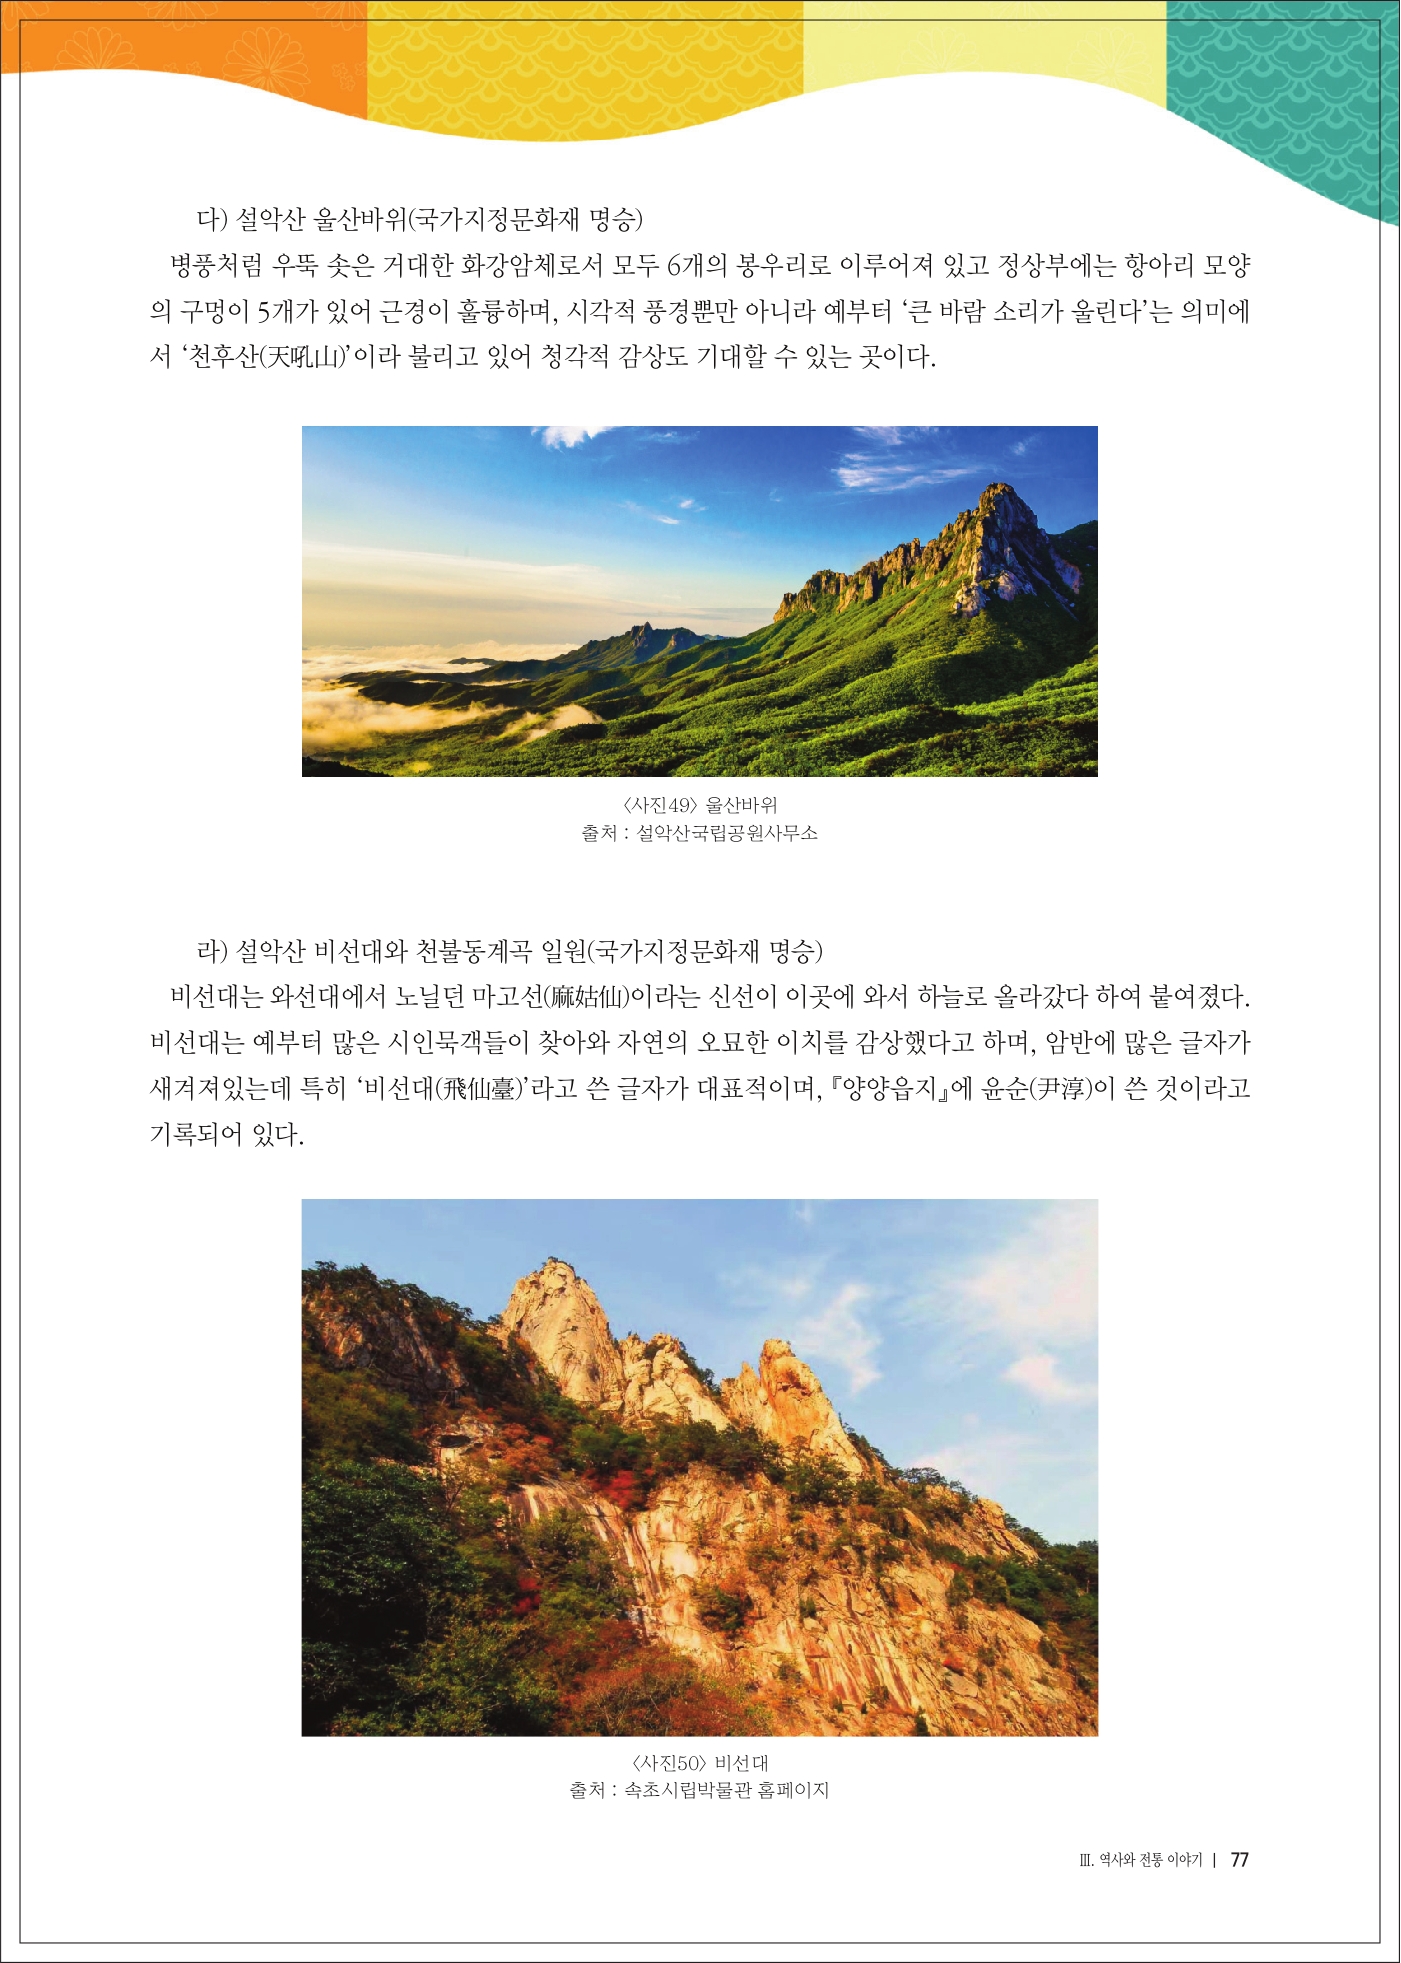 다) 설악산 울산바위(국가지정문화재 명승)
병풍처럼 우뚝 솟은 거대한 화강암체로서 모두 6개의 봉우리로 이루어져 있고 정상부에는 항아리 모양
의 구멍이 5개가 있어 근경이 훌륭하며, 시각적 풍경뿐만 아니라 예부터 ‘큰 바람 소리가 울린다’는 의미에
서 ‘천후산(天吼山)’이라 불리고 있어 청각적 감상도 기대할 수 있는 곳이다.
〈사진49〉 울산바위
출처 : 설악산국립공원사무소
라) 설악산 비선대와 천불동계곡 일원(국가지정문화재 명승)
비선대는 와선대에서 노닐던 마고선(麻姑仙)이라는 신선이 이곳에 와서 하늘로 올라갔다 하여 붙여졌다.
비선대는 예부터 많은 시인묵객들이 찾아와 자연의 오묘한 이치를 감상했다고 하며, 암반에 많은 글자가
새겨져있는데 특히 ‘비선대(飛仙臺)’라고 쓴 글자가 대표적이며, 『양양읍지』에 윤순(尹淳)이 쓴 것이라고
기록되어 있다.
〈사진50〉 비선대
출처 : 속초시립박물관 홈페이지
Ⅲ. 역사와 전통 이야기 | 77